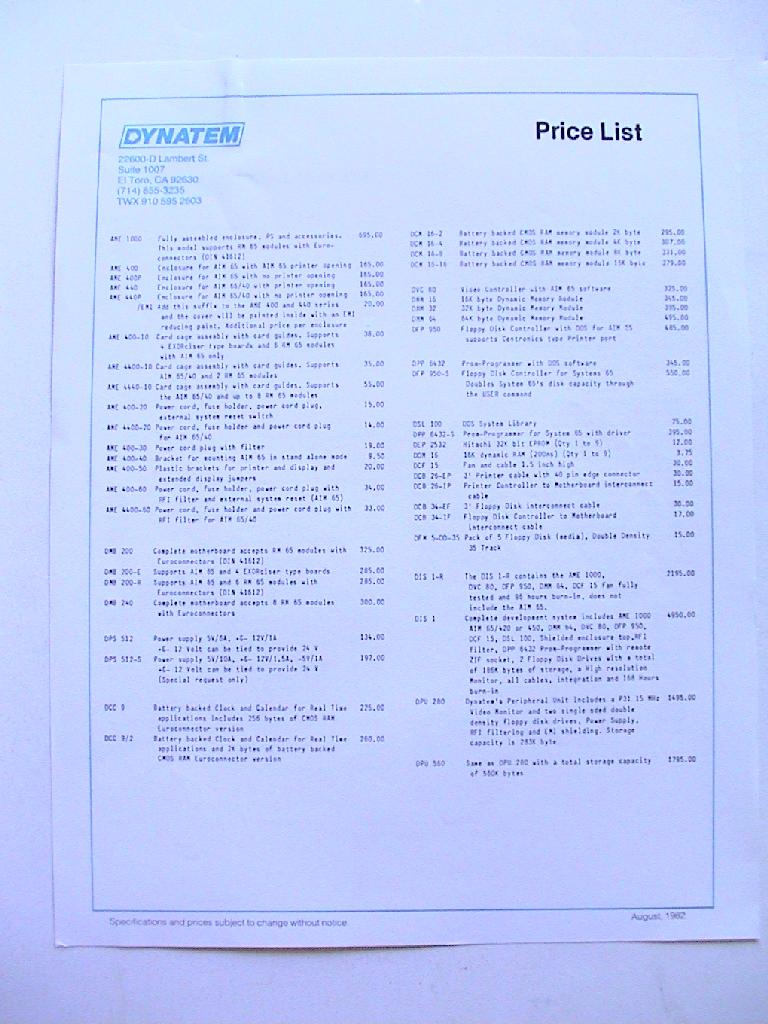 DYNATEM
Price List
22600-D Lambert St.
Suite 1007
El Toro, CA 92630
(714) 855-3235
TWX 910 595 2603
AME 1000 Fully assembled enclosure, PS and accessories. 695.00
This model supports RM 65 modules with Euro-
connectors (DIN 41612)
AME 400 Enclosure for AIM 65 with AIM 65 printer opening 165.00
AME 400P Enclosure for AIM 65 with no printer opening 165.00
AME 440 Enclosure for AIM 65/40 with printer opening 165.00
AME 440P Enclosure for AIM 65/40 with no printer opening 165.00
/EMI Add this suffix to the AME 400 and 440 series 20.00
and the cover will be painted inside with an EMI
reducing paint. Additional price per enclosure
AME 400-10 Card cage assembly with card guides. Supports 38.00
4 EXORciser type boards and 6 RM 65 modules
with AIM 65 only
AME 4400-10 Card cage assembly with card guides. Supports 35.00
AIM 65/40 and 2 RM 65 modules
AME 4440-10 Card cage assembly with card guides. Supports 55.00
the AIM 65/40 and up to 8 RM 65 modules
AME 400-20 Power cord, fuse holder, power cord plug, 15.00
external system reset switch
AME 4400-20 Power cord, fuse holder and power cord plug 14.00
for AIM 65/40
AME 400-30 Power cord plug with filter
AME 400-40 Bracket for mounting AIM 65 in stand alone mode
AME 400-50 Plastic brackets for printer and display and 20.00
extended display jumpers
AME 400-60 Power cord, fuse holder, power cord plug with 34.00
RFI filter and external system reset (AIM 65)
AME 4400-60 Power cord, fuse holder and power cord plug with 33.00
RFI filter for AIM 65/40
DMB 200 Complete motherboard accepts RM 65 modules with 325.00
Euroconnectors (DIN 41612)
DMB 200-E Supports AIM 65 and 4 EXORciser type boards 285.00
DMB 200-R Supports AIM 65 and 6 RM 65 modules with 285.00
Euroconnectors (DIN 41612)
DMB 240 Complete motherboard accepts 8 RM 65 modules 300.00
with Euroconnectors
DPS 512 Power supply 5V/5A, +6- 12V/1A 134.00
+6- 12 Volt can be tied to provide 24 V
DPS 512-S Power supply 5V/10A, +6- 12V/1.5A, -5V/1A 197.00
+6- 12 Volt can be tied to provide 24 V
(Special request only)
DCC 9 Battery backed Clock and Calendar for Real Time 225.00
applications includes 256 bytes of CMOS RAM
Euroconnector version
DCC 9/2 Battery backed Clock and Calendar for Real Time 260.00
applications and 2K bytes of battery backed
CMOS RAM Euroconnector version
DCM 16-2 Battery backed CMOS RAM memory module 2K byte 295.00
DCM 16-4 Battery backed CMOS RAM memory module 4K byte 307.00
DCM 16-8 Battery backed CMOS RAM memory module 8K byte 331.00
DCM 16-16 Battery backed CMOS RAM memory module 16K byte 379.00
DVC 80 Video Controller with AIM 65 software
DMM 16 16K byte Dynamic Memory Module
DMM 32 32K byte Dynamic Memory Module
DMM 64 64K byte Dynamic Memory Module
DFP 950 Floppy Disk Controller with DOS for AIM 65
supports Centronics type Printer port
DPP 6432 Prom-Programmer with DOS software
DFP 950-S Floppy Disk Controller for Systems 65 550.00
Doubles System 65's disk capacity through
the USER command
DSL 100 DOS System Library 75.00
DPP 6432-S Prom-Programmer for System 65 with driver 295.00
DEP 2532 Hitachi 32K bit EPROM (Qty 1 to 9) 12.00
DDM 16 16K dynamic RAM (200ns) (Qty 1 to 9) 3.75
DCF 15 Fan and cable 1.5 inch high 30.00
DCB 26-EP 3' Printer cable with 40 pin edge connector 30.00
DCB 26-IP Printer Controller to Motherboard interconnect 15.00
cable
DCB 34-EF 3' Floppy Disk interconnect cable 30.00
DCB 34-IF Floppy Disk Controller to Motherboard 17.00
interconnect cable
DFM 5-DD-35 Pack of 5 Floppy Disk (media), Double Density 15.00
35 Track
DIS 1-R The DIS 1-R contains the AME 1000, 2195.00
DVC 80, DFP 950, DMM 64, DCF 15 Fan fully
tested and 96 hours burn-in, does not
include the AIM 65.
DIS 1 Complete development system includes AME 1000 4950.00
AIM 65/420 or 450, DMM 64, DVC 80, DFP 950,
DCF 15, DSL 100, Shielded enclosure top, RFI
Filter, DPP 6432 Prom-Programmer with remote
ZIF socket, 2 Floppy Disk Drives with a total
of bytes of storage, a High resolution
Monitor, all cables, integration and 168 Hours
burn-in
DPU 280 Dynatem's Peripheral Unit includes a P31 15 MHz 1495.00
Video Monitor and two single sided double
density floppy disk drives, Power Supply,
RFI filtering and EMI shielding. Storage
capacity is byte
DPU 560 Same as DPU 280 with a total storage capacity 1795.00
of 560K bytes
Specifications and prices subject to change without notice
August, 1982